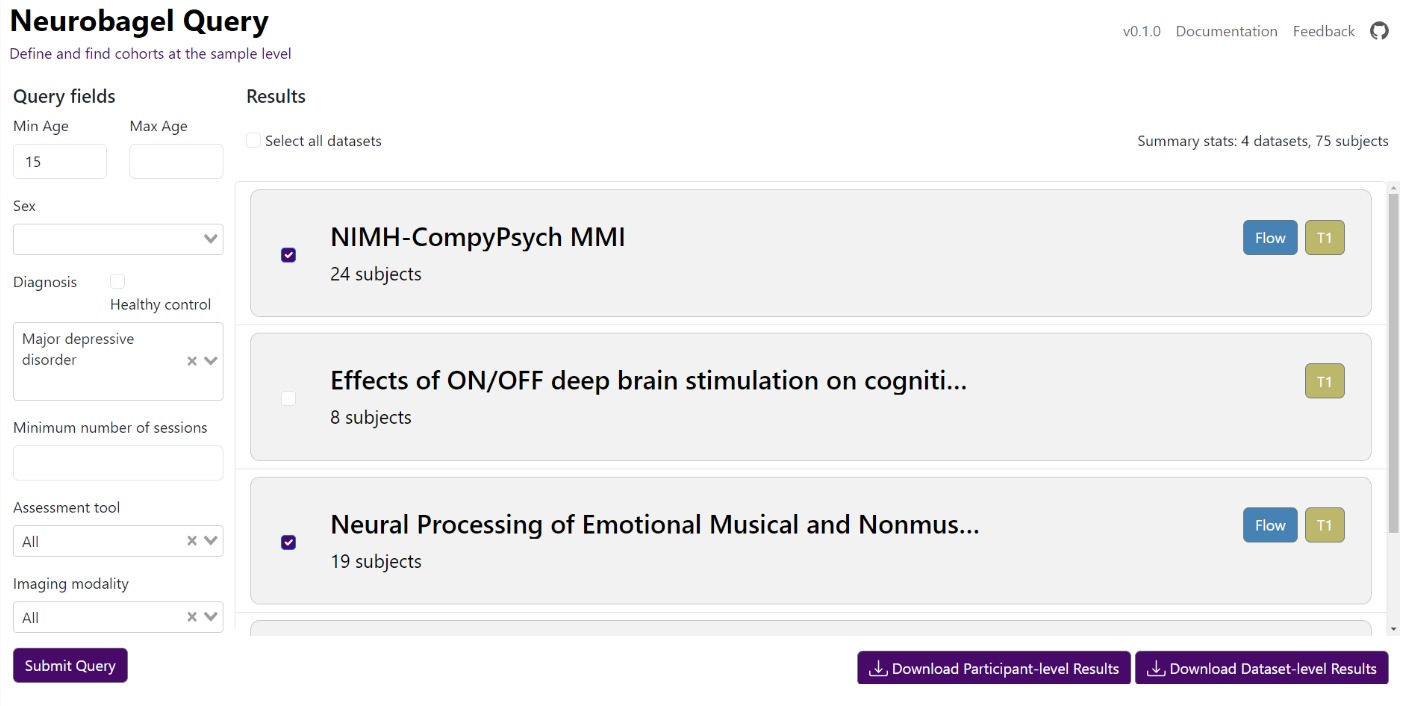 Neurobagel Query
Define and find cohorts at the sample level
v0.1.0 Documentation Feedback
Query fields
Min Age Max Age
15
Sex
Diagnosis
Healthy control
Major depressive
disorder
Minimum number of sessions
Assessment tool
All
Imaging modality
All
Submit Query
Results
Select all datasets
Summary stats: 4 datasets, 75 subjects
NIMH-CompyPsych MMI
24 subjects
Flow T1
Effects of ON/OFF deep brain stimulation on cogniti...
8 subjects
T1
Neural Processing of Emotional Musical and Nonmus...
19 subjects
Flow T1
Download Participant-level Results
Download Dataset-level Results